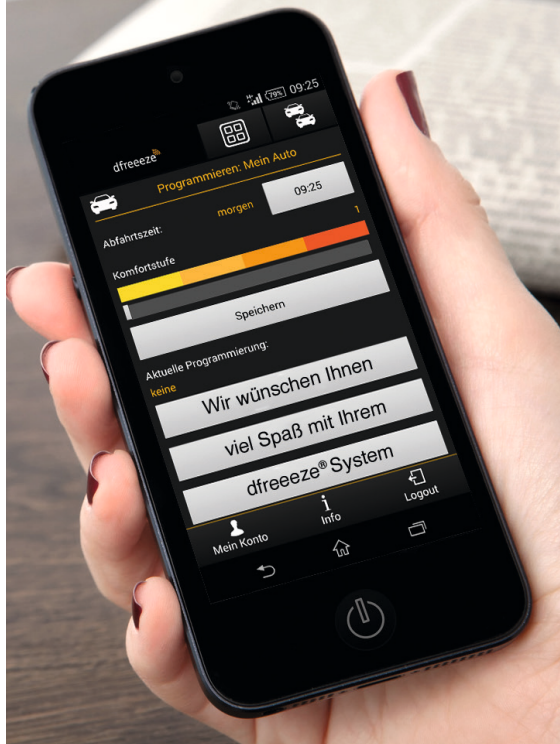 79% 09:25
dfreeeze
Programmieren: Mein Auto
Abfahrtszeit:
morgen
09:25
Komfortstufe
1
Speichern
Aktuelle Programmierung:
keine
Wir wünschen Ihnen
viel Spaß mit Ihrem
dfreeeze® System
Mein Konto
Info
Logout